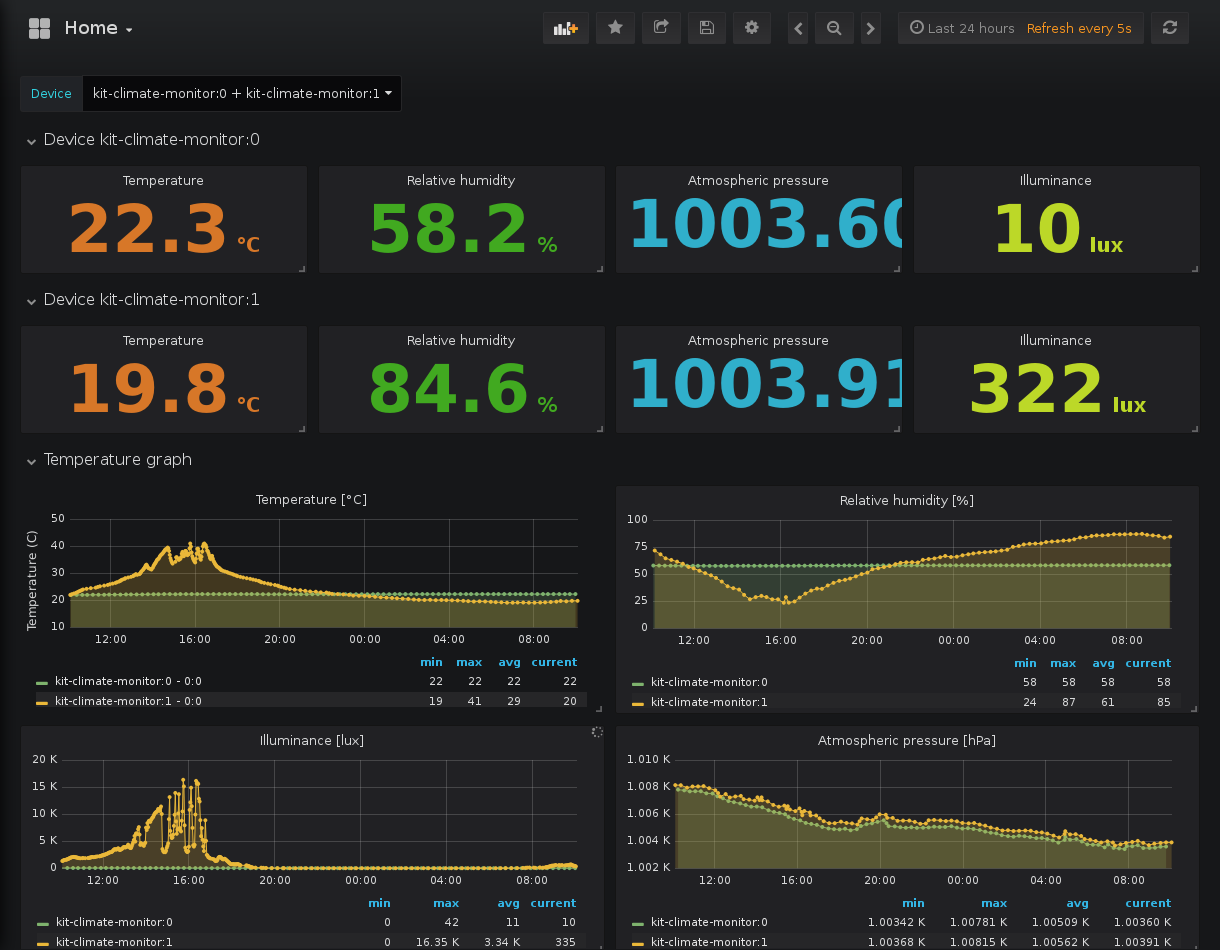 Home
Last 24 hours Refresh every 5s
Device kit-climate-monitor:0 + kit-climate-monitor:1
Device kit-climate-monitor:0
Temperature Relative humidity Atmospheric pressure Illuminance
22.3 °C 58.2 % 1003.60 10 lux
Device kit-climate-monitor:1
Temperature Relative humidity Atmospheric pressure Illuminance
19.8 °C 84.6 % 1003.91 322 lux
Temperature graph
Temperature [°C]
Temperature (C)
50
40
30
20
10
12:00 16:00 20:00 00:00 04:00 08:00
min max avg current
kit-climate-monitor:0 - 0:0 22 22 22 22
kit-climate-monitor:1 - 0:0 19 41 29 20
Relative humidity [%]
100
75
50
25
0
12:00 16:00 20:00 00:00 04:00 08:00
min max avg current
kit-climate-monitor:0 58 58 58 58
kit-climate-monitor:1 24 87 61 85
Illuminance [lux]
20 K
15 K
10 K
5 K
0
12:00 16:00 20:00 00:00 04:00 08:00
min max avg current
kit-climate-monitor:0 0 42 11 10
kit-climate-monitor:1 0 16.35 K 3.34 K 335
Atmospheric pressure [hPa]
1.010 K
1.008 K
1.006 K
1.004 K
1.002 K
12:00 16:00 20:00 00:00 04:00 08:00
min max avg current
kit-climate-monitor:0 1.00342 K 1.00781 K 1.00509 K 1.00360 K
kit-climate-monitor:1 1.00368 K 1.00815 K 1.00562 K 1.00391 K